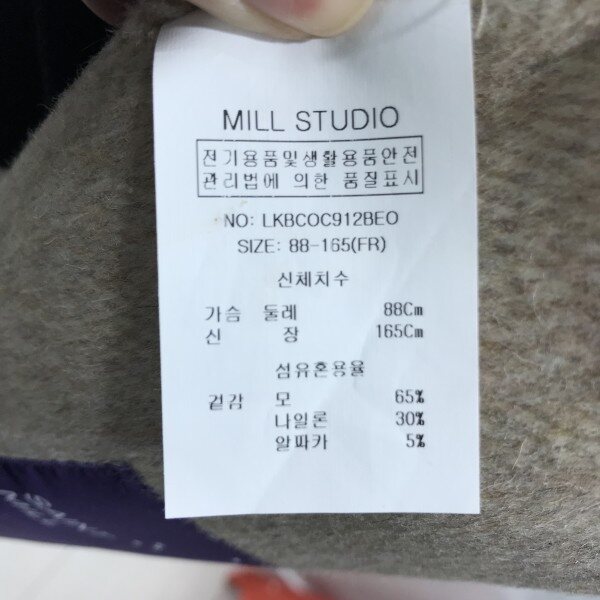 MILL STUDIO
전기용품및생활용품안전
관리법에 의한 품질표시
NO: LKBCOC912BEO
SIZE: 88-165(FR)
신체치수
가슴 둘레 88Cm
신 장 165Cm
섬유혼용율
겉감 모 65%
나일론 30%
알파카 5%